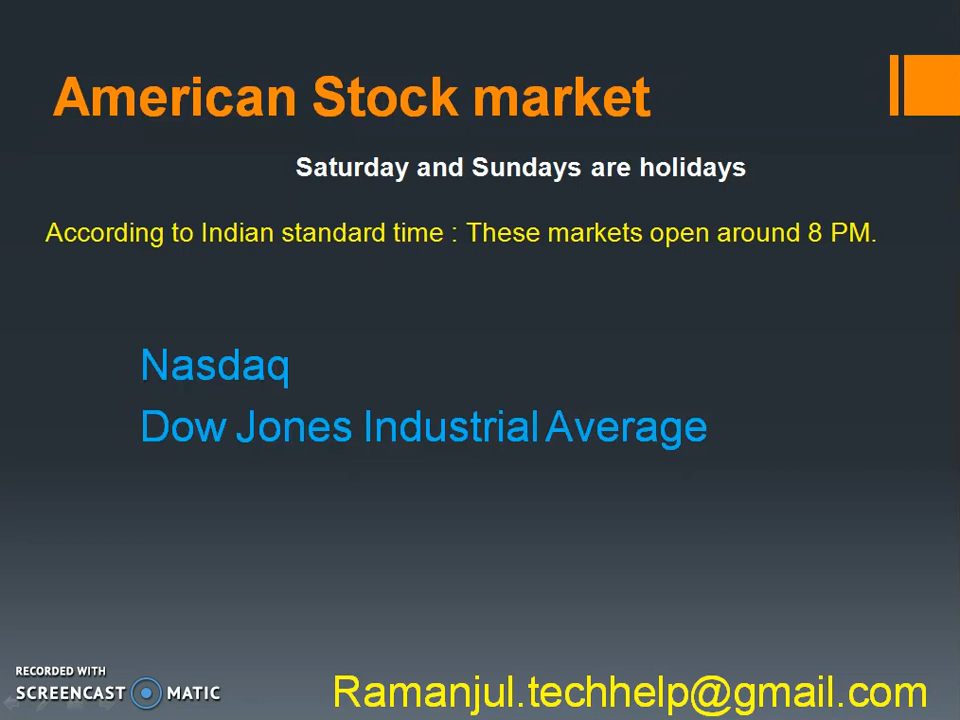 American Stock market
Saturday and Sundays are holidays
According to Indian standard time : These markets open around 8 PM.
Nasdaq
Dow Jones Industrial Average
RECORDED WITH
SCREENCAST MATIC
Ramanjul.techhelp@gmail.com